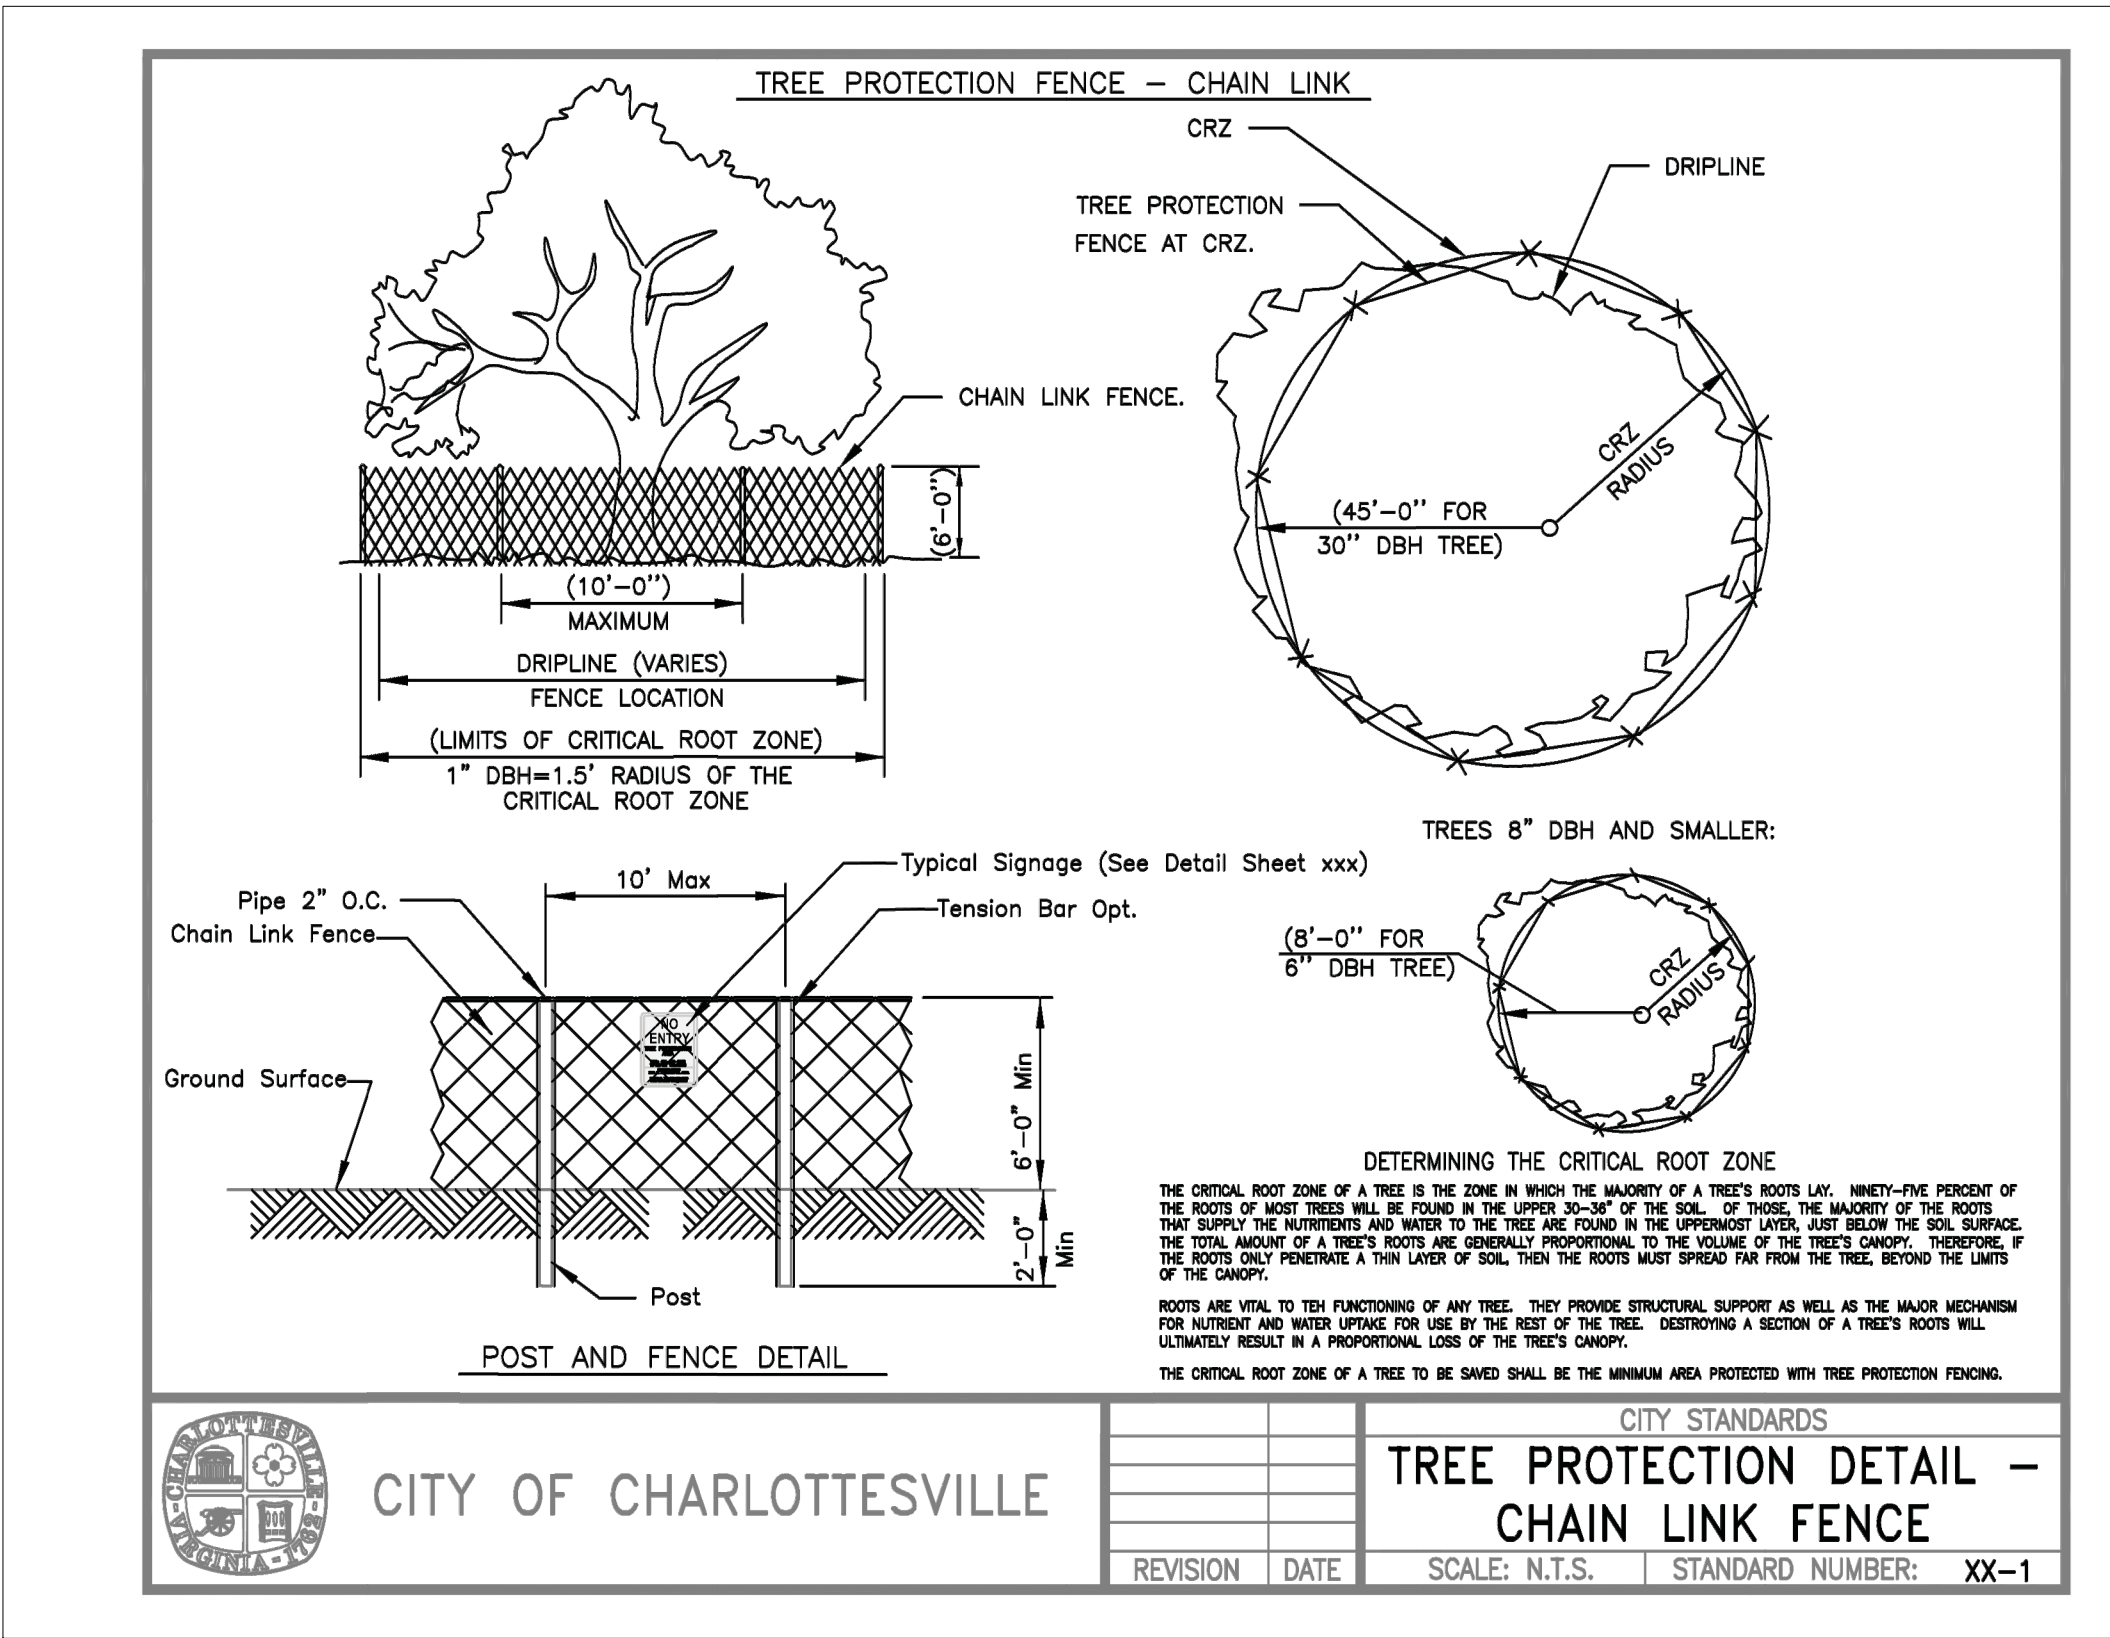 TREE PROTECTION FENCE – CHAIN LINK
CRZ
DRIPLINE
TREE PROTECTION
FENCE AT CRZ.
CHAIN LINK FENCE.
(6'–0'')
(10'–0'')
MAXIMUM
DRIPLINE (VARIES)
FENCE LOCATION
(LIMITS OF CRITICAL ROOT ZONE)
1" DBH=1.5' RADIUS OF THE
CRITICAL ROOT ZONE
CRZ
RADIUS
(45'–0'' FOR
30'' DBH TREE)
TREES 8" DBH AND SMALLER:
(8'–0'' FOR
6'' DBH TREE)
CRZ
RADIUS
Typical Signage (See Detail Sheet xxx)
10' Max
Pipe 2" O.C.
Tension Bar Opt.
Chain Link Fence
NO
ENTRY
Ground Surface
6'–0" Min
2'–0"
Min
Post
POST AND FENCE DETAIL
DETERMINING THE CRITICAL ROOT ZONE
THE CRITICAL ROOT ZONE OF A TREE IS THE ZONE IN WHICH THE MAJORITY OF A TREE'S ROOTS LAY. NINETY–FIVE PERCENT OF
THE ROOTS OF MOST TREES WILL BE FOUND IN THE UPPER 30–36" OF THE SOIL. OF THOSE, THE MAJORITY OF THE ROOTS
THAT SUPPLY THE NUTRITIENTS AND WATER TO THE TREE ARE FOUND IN THE UPPERMOST LAYER, JUST BELOW THE SOIL SURFACE.
THE TOTAL AMOUNT OF A TREE'S ROOTS ARE GENERALLY PROPORTIONAL TO THE VOLUME OF THE TREE'S CANOPY. THEREFORE, IF
THE ROOTS ONLY PENETRATE A THIN LAYER OF SOIL, THEN THE ROOTS MUST SPREAD FAR FROM THE TREE, BEYOND THE LIMITS
OF THE CANOPY.
ROOTS ARE VITAL TO TEH FUNCTIONING OF ANY TREE. THEY PROVIDE STRUCTURAL SUPPORT AS WELL AS THE MAJOR MECHANISM
FOR NUTRIENT AND WATER UPTAKE FOR USE BY THE REST OF THE TREE. DESTROYING A SECTION OF A TREE'S ROOTS WILL
ULTIMATELY RESULT IN A PROPORTIONAL LOSS OF THE TREE'S CANOPY.
THE CRITICAL ROOT ZONE OF A TREE TO BE SAVED SHALL BE THE MINIMUM AREA PROTECTED WITH TREE PROTECTION FENCING.
CHARLOTTESVILLE
VIRGINIA – 1762
CITY OF CHARLOTTESVILLE
REVISION DATE
CITY STANDARDS
TREE PROTECTION DETAIL –
CHAIN LINK FENCE
SCALE: N.T.S. STANDARD NUMBER: XX–1